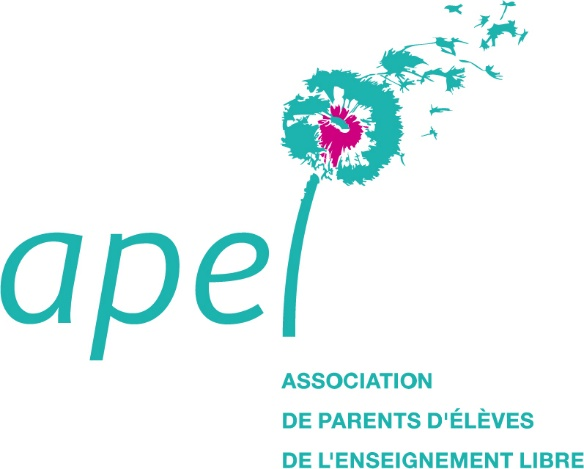 apel
ASSOCIATION
DE PARENTS D'ÉLÈVES
DE L'ENSEIGNEMENT LIBRE